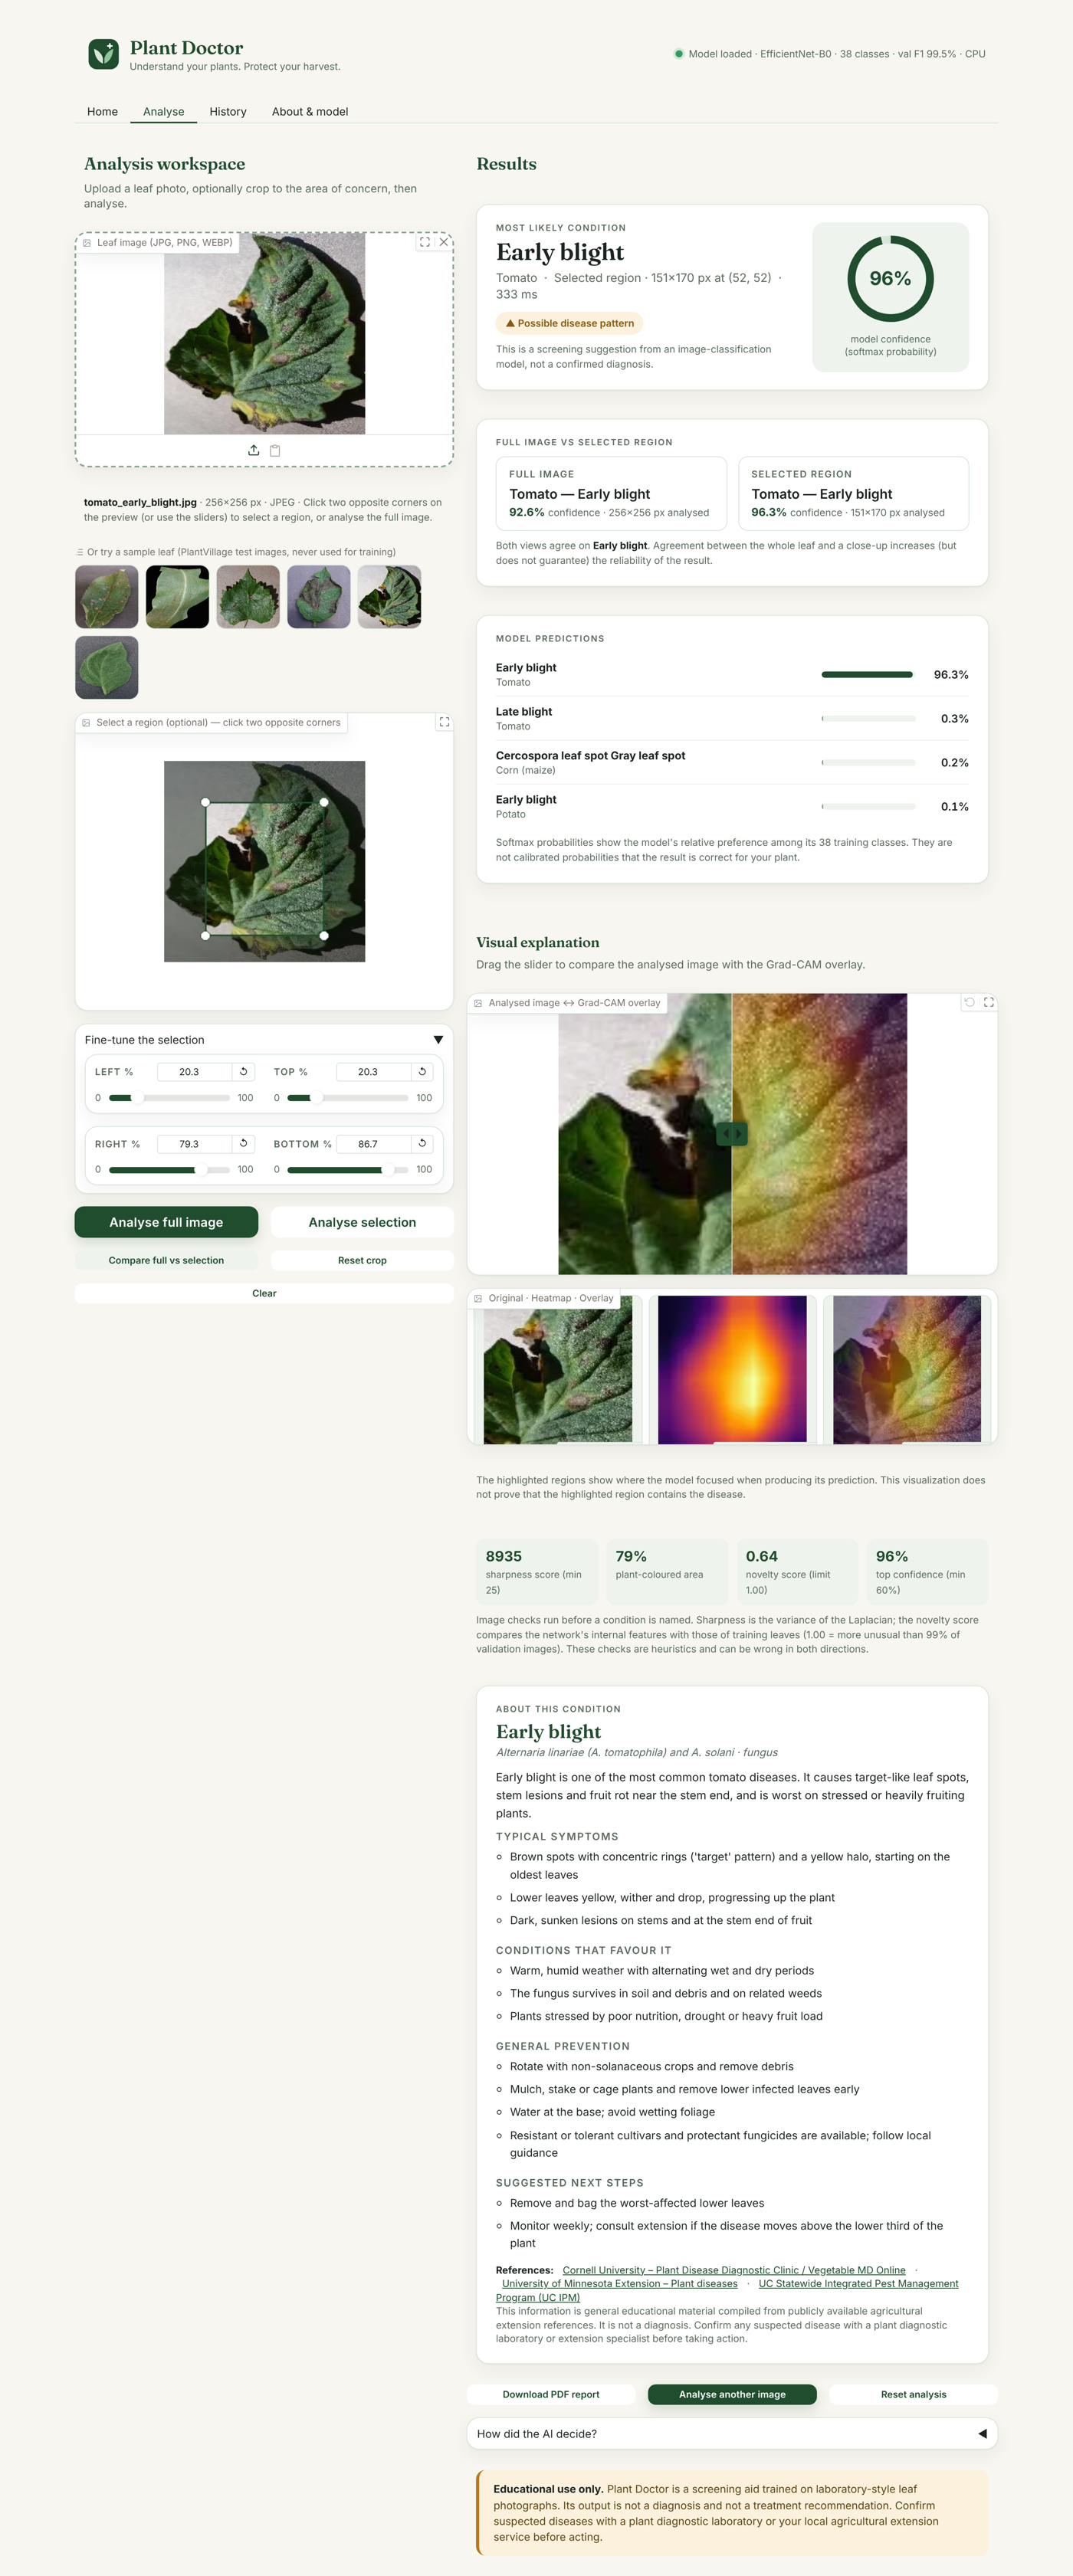 Plant Doctor
Understand your plants. Protect your harvest.
Model loaded · EfficientNet-B0 · 38 classes · val F1 99.5% · CPU
Home
Analyse
History
About & model
Analysis workspace
Upload a leaf photo, optionally crop to the area of concern, then
analyse.
Leaf image (JPG, PNG, WEBP)
tomato_early_blight.jpg · 256×256 px · JPEG · Click two opposite corners on
the preview (or use the sliders) to select a region, or analyse the full image.
Or try a sample leaf (PlantVillage test images, never used for training)
Select a region (optional) — click two opposite corners
Fine-tune the selection
▼
LEFT %
20.3
TOP %
20.3
0
100
0
100
RIGHT %
79.3
BOTTOM %
86.7
0
100
0
100
Analyse full image
Analyse selection
Compare full vs selection
Reset crop
Clear
Results
MOST LIKELY CONDITION
Early blight
Tomato · Selected region · 151×170 px at (52, 52) ·
333 ms
▲ Possible disease pattern
This is a screening suggestion from an image-classification
model, not a confirmed diagnosis.
96%
model confidence
(softmax probability)
FULL IMAGE VS SELECTED REGION
FULL IMAGE
Tomato — Early blight
92.6% confidence · 256×256 px analysed
SELECTED REGION
Tomato — Early blight
96.3% confidence · 151×170 px analysed
Both views agree on Early blight. Agreement between the whole leaf and a close-up increases (but
does not guarantee) the reliability of the result.
MODEL PREDICTIONS
Early blight
Tomato
96.3%
Late blight
Tomato
0.3%
Cercospora leaf spot Gray leaf spot
Corn (maize)
0.2%
Early blight
Potato
0.1%
Softmax probabilities show the model's relative preference among its 38 training classes. They are
not calibrated probabilities that the result is correct for your plant.
Visual explanation
Drag the slider to compare the analysed image with the Grad-CAM overlay.
Analysed image ↔ Grad-CAM overlay
Original · Heatmap · Overlay
The highlighted regions show where the model focused when producing its prediction. This visualization does
not prove that the highlighted region contains the disease.
8935
sharpness score (min
25)
79%
plant-coloured area
0.64
novelty score (limit
1.00)
96%
top confidence (min
60%)
Image checks run before a condition is named. Sharpness is the variance of the Laplacian; the novelty score
compares the network's internal features with those of training leaves (1.00 = more unusual than 99% of
validation images). These checks are heuristics and can be wrong in both directions.
ABOUT THIS CONDITION
Early blight
Alternaria linariae (A. tomatophila) and A. solani · fungus
Early blight is one of the most common tomato diseases. It causes target-like leaf spots,
stem lesions and fruit rot near the stem end, and is worst on stressed or heavily fruiting
plants.
TYPICAL SYMPTOMS
Brown spots with concentric rings ('target' pattern) and a yellow halo, starting on the
oldest leaves
Lower leaves yellow, wither and drop, progressing up the plant
Dark, sunken lesions on stems and at the stem end of fruit
CONDITIONS THAT FAVOUR IT
Warm, humid weather with alternating wet and dry periods
The fungus survives in soil and debris and on related weeds
Plants stressed by poor nutrition, drought or heavy fruit load
GENERAL PREVENTION
Rotate with non-solanaceous crops and remove debris
Mulch, stake or cage plants and remove lower infected leaves early
Water at the base; avoid wetting foliage
Resistant or tolerant cultivars and protectant fungicides are available; follow local
guidance
SUGGESTED NEXT STEPS
Remove and bag the worst-affected lower leaves
Monitor weekly; consult extension if the disease moves above the lower third of the
plant
References: Cornell University – Plant Disease Diagnostic Clinic / Vegetable MD Online ·
University of Minnesota Extension – Plant diseases · UC Statewide Integrated Pest Management
Program (UC IPM)
This information is general educational material compiled from publicly available agricultural
extension references. It is not a diagnosis. Confirm any suspected disease with a plant diagnostic
laboratory or extension specialist before taking action.
Download PDF report
Analyse another image
Reset analysis
How did the AI decide?
◀
Educational use only. Plant Doctor is a screening aid trained on laboratory-style leaf
photographs. Its output is not a diagnosis and not a treatment recommendation. Confirm
suspected diseases with a plant diagnostic laboratory or your local agricultural extension
service before acting.